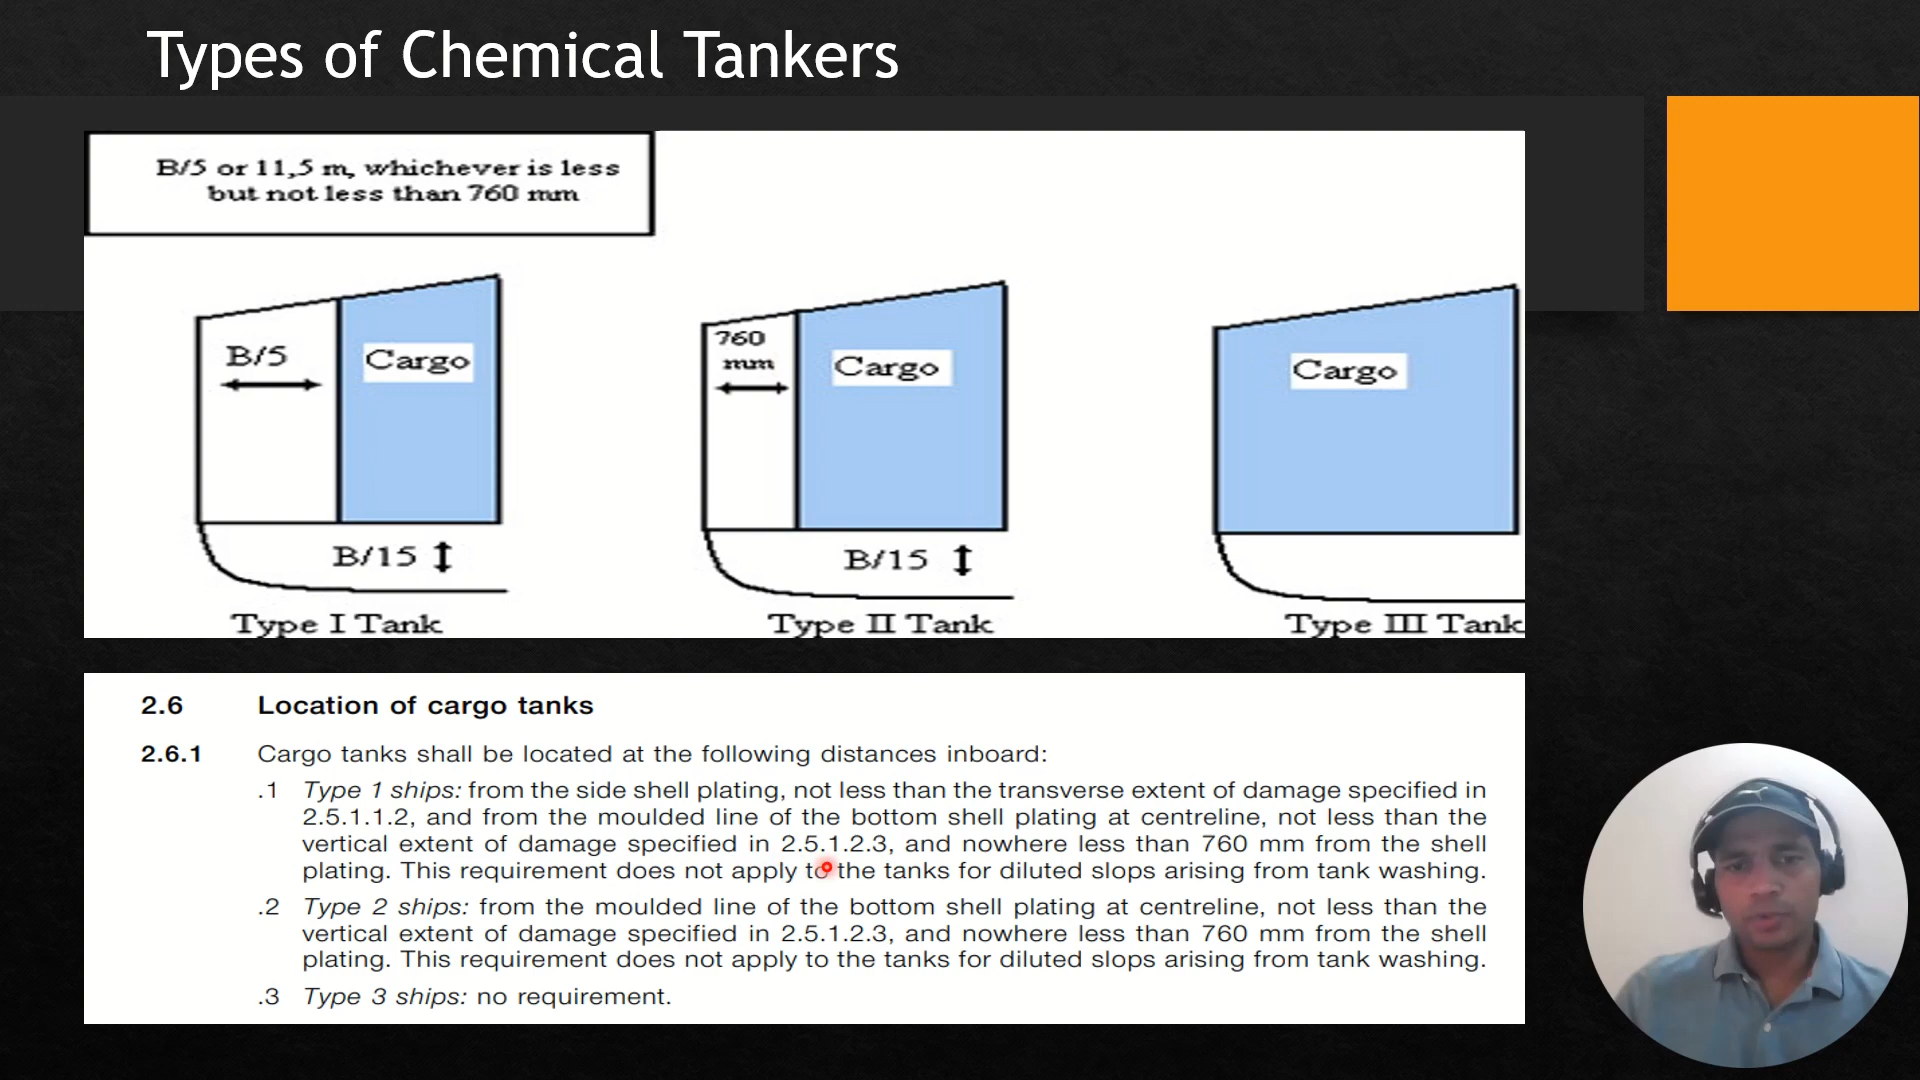 Types of Chemical Tankers
B/5 or 11,5 m, whichever is less
but not less than 760 mm
B/5
Cargo
B/15
Type I Tank
760
mm
Cargo
B/15
Type II Tank
Cargo
Type III Tank
2.6 Location of cargo tanks
2.6.1 Cargo tanks shall be located at the following distances inboard:
.1 Type 1 ships: from the side shell plating, not less than the transverse extent of damage specified in
2.5.1.1.2, and from the moulded line of the bottom shell plating at centreline, not less than the
vertical extent of damage specified in 2.5.1.2.3, and nowhere less than 760 mm from the shell
plating. This requirement does not apply to the tanks for diluted slops arising from tank washing.
.2 Type 2 ships: from the moulded line of the bottom shell plating at centreline, not less than the
vertical extent of damage specified in 2.5.1.2.3, and nowhere less than 760 mm from the shell
plating. This requirement does not apply to the tanks for diluted slops arising from tank washing.
.3 Type 3 ships: no requirement.